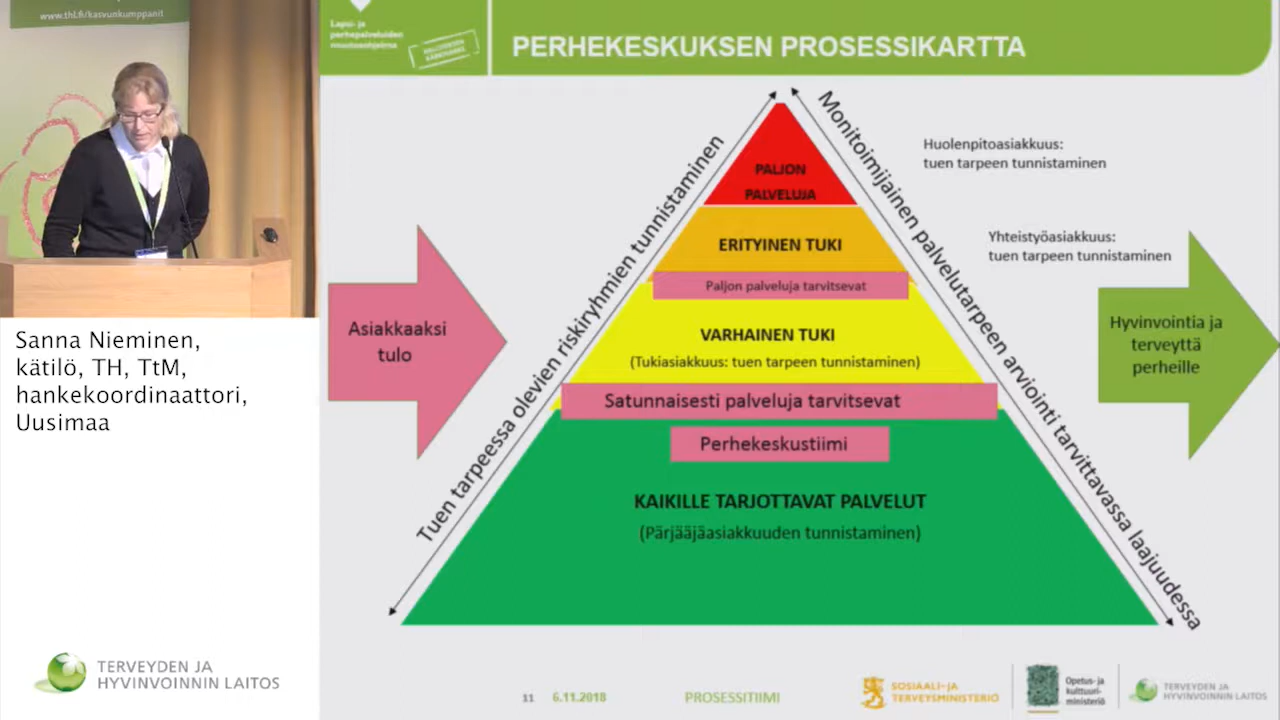 www.thl.fi/kasvunkumppanit
Lapsi- ja
perhepalveluiden
muutosohjelma
HALLITUKSEN
KÄRKIHANKE
PERHEKESKUKSEN PROSESSIKARTTA
Tuen tarpeessa olevien riskiryhmien tunnistaminen
Monitoimijainen palvelutarpeen arviointi tarvittavassa laajuudessa
Huolenpitoasiakkuus:
tuen tarpeen tunnistaminen
PALJON
PALVELUJA
Yhteistyöasiakkuus:
tuen tarpeen tunnistaminen
ERITYINEN TUKI
Paljon palveluja tarvitsevat
Asiakkaaksi
tulo
VARHAINEN TUKI
(Tukiasiakkuus: tuen tarpeen tunnistaminen)
Hyvinvointia ja
terveyttä
perheille
Satunnaisesti palveluja tarvitsevat
Perhekeskustiimi
KAIKILLE TARJOTTAVAT PALVELUT
(Pärjääjäasiakkuuden tunnistaminen)
Sanna Nieminen,
kätilö, TH, TtM,
hankekoordinaattori,
Uusimaa
TERVEYDEN JA
HYVINVOINNIN LAITOS
11 6.11.2018 PROSESSITIIMI
SOSIAALI- JA
TERVEYSMINISTERIÖ
Opetus- ja
kulttuuri-
ministeriö
TERVEYDEN JA
HYVINVOINNIN LAITOS